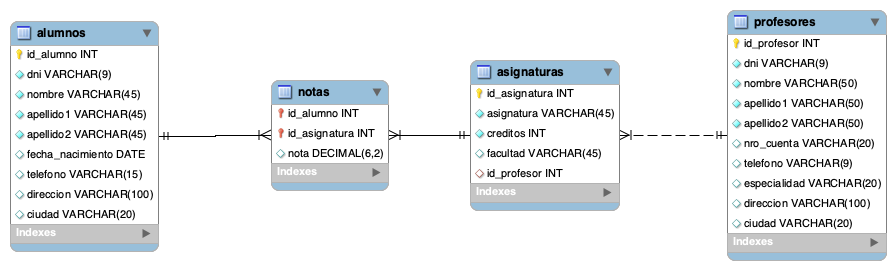 alumnos
id_alumno INT
dni VARCHAR(9)
nombre VARCHAR(45)
apellido1 VARCHAR(45)
apellido2 VARCHAR(45)
fecha_nacimiento DATE
telefono VARCHAR(15)
direccion VARCHAR(100)
ciudad VARCHAR(20)
Indexes
notas
id_alumno INT
id_asignatura INT
nota DECIMAL(6,2)
Indexes
asignaturas
id_asignatura INT
asignatura VARCHAR(45)
creditos INT
facultad VARCHAR(45)
id_profesor INT
Indexes
profesores
id_profesor INT
dni VARCHAR(9)
nombre VARCHAR(50)
apellido1 VARCHAR(50)
apellido2 VARCHAR(50)
nro_cuenta VARCHAR(20)
telefono VARCHAR(9)
especialidad VARCHAR(20)
direccion VARCHAR(100)
ciudad VARCHAR(20)
Indexes